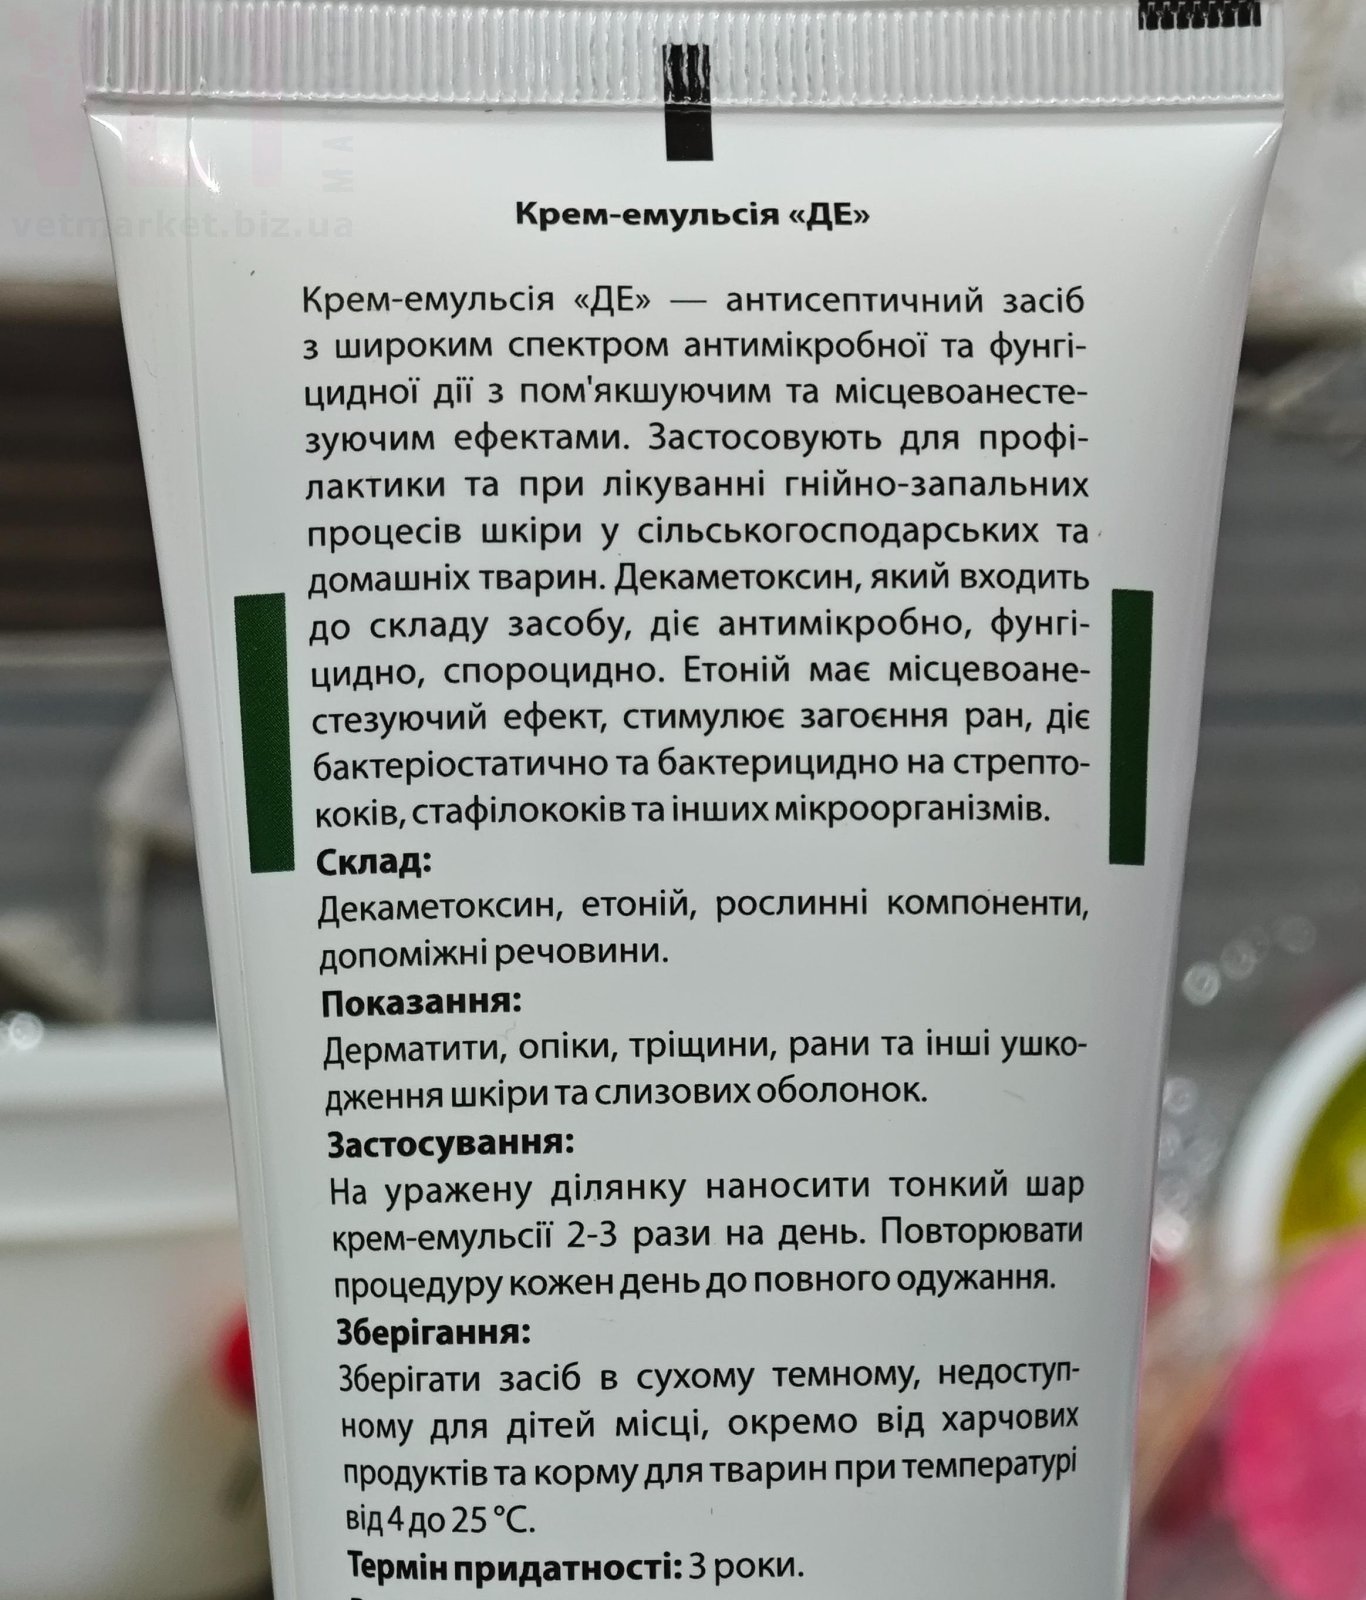 vetmarket.biz.ua
Крем-емульсія «ДЕ»
Крем-емульсія «ДЕ» — антисептичний засіб
з широким спектром антимікробної та фунгі-
цидної дії з пом'якшуючим та місцевоанесте-
зуючим ефектами. Застосовують для профі-
лактики та при лікуванні гнійно-запальних
процесів шкіри у сільськогосподарських та
домашніх тварин. Декаметоксин, який входить
до складу засобу, діє антимікробно, фунгі-
цидно, спороцидно. Етоній має місцевоане-
стезуючий ефект, стимулює загоєння ран, діє
бактеріостатично та бактерицидно на стрепто-
коків, стафілококів та інших мікроорганізмів.
Склад:
Декаметоксин, етоній, рослинні компоненти,
допоміжні речовини.
Показання:
Дерматити, опіки, тріщини, рани та інші ушко-
дження шкіри та слизових оболонок.
Застосування:
На уражену ділянку наносити тонкий шар
крем-емульсії 2-3 рази на день. Повторювати
процедуру кожен день до повного одужання.
Зберігання:
Зберігати засіб в сухому темному, недоступ-
ному для дітей місці, окремо від харчових
продуктів та корму для тварин при температурі
від 4 до 25 °С.
Термін придатності: 3 роки.